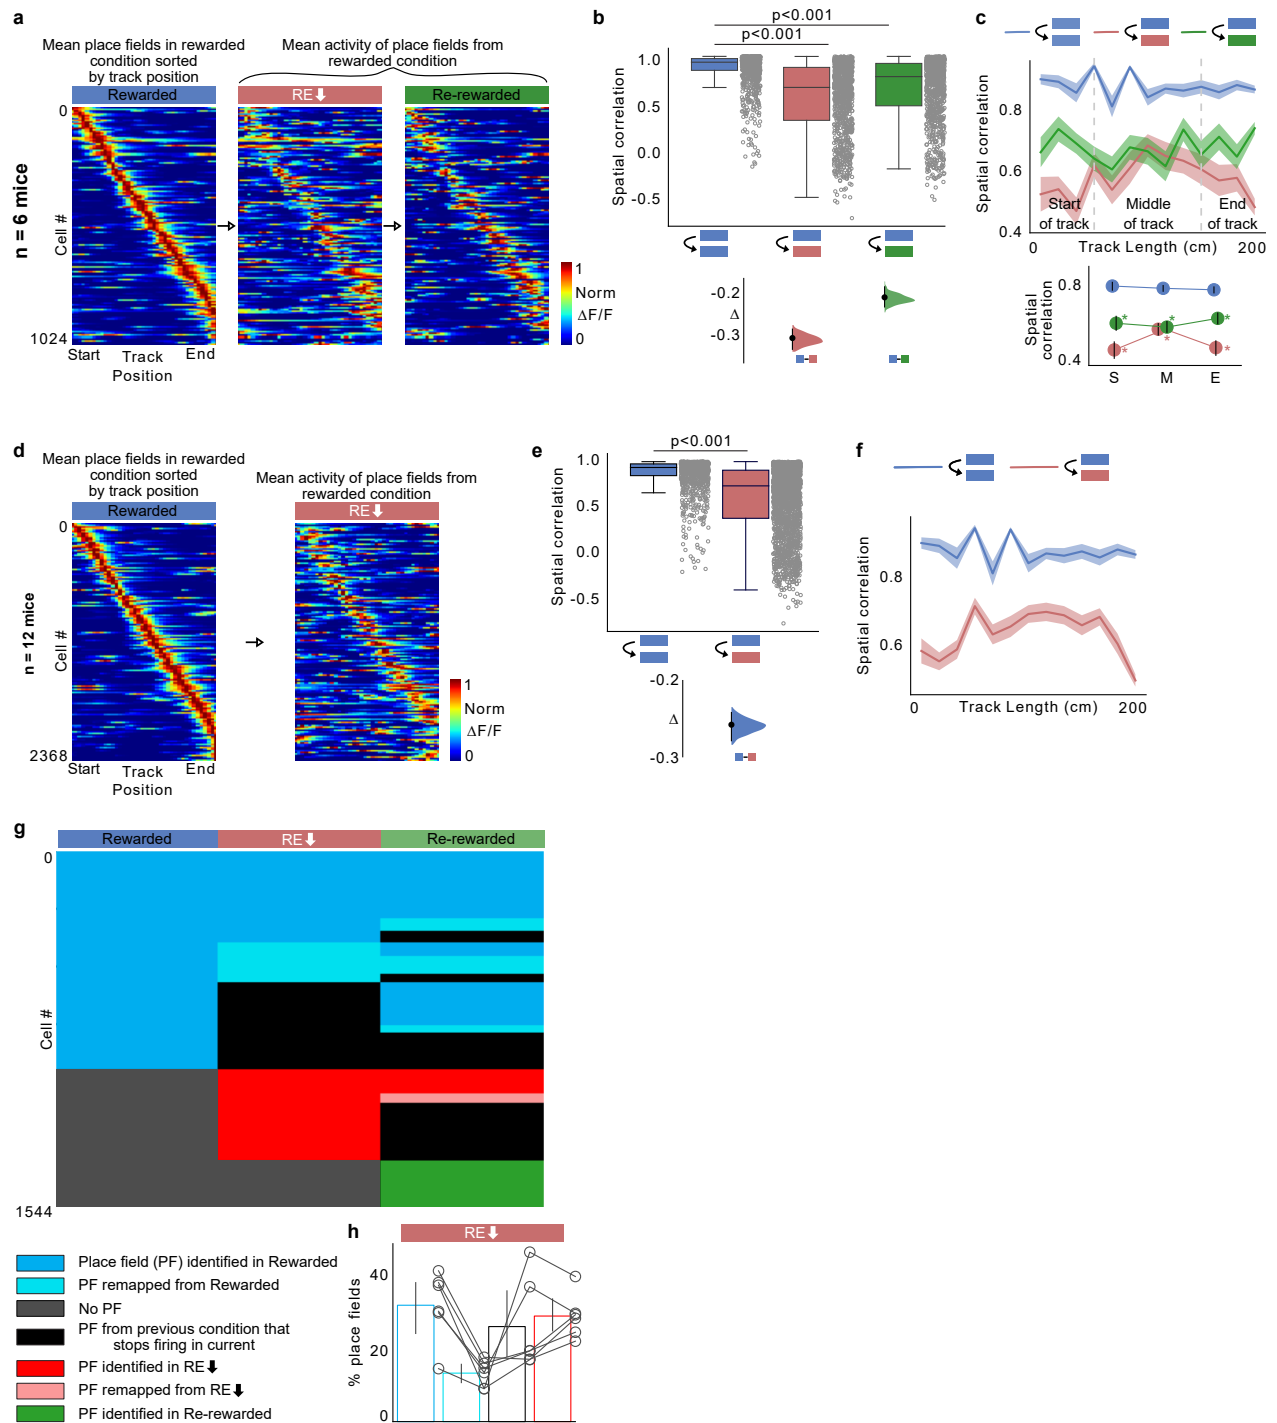 a
Mean place fields in rewarded
condition sorted
by track position
Mean activity of place fields from
rewarded condition
Rewarded
RE⬇
Re-rewarded
n = 6 mice
Cell #
0
1024
Start
Track
Position
End
1
Norm
ΔF/F
0
b
p<0.001
p<0.001
Spatial correlation
1.0
0.5
0.0
-0.5
-0.2
Δ
-0.3
c
Spatial correlation
0.8
0.6
0.4
Start
of track
Middle
of track
End
of track
0
Track Length (cm)
200
Spatial
correlation
0.8
0.4
*
*
*
*
*
*
S
M
E
d
Mean place fields in rewarded
condition sorted
by track position
Mean activity of place fields from
rewarded condition
Rewarded
RE⬇
n = 12 mice
Cell #
0
2368
Start
Track
Position
End
1
Norm
ΔF/F
0
e
p<0.001
Spatial correlation
1.0
0.5
0.0
-0.5
-0.2
Δ
-0.3
f
Spatial correlation
0.8
0.6
0
Track Length (cm)
200
g
Rewarded
RE⬇
Re-rewarded
0
Cell #
1544
Place field (PF) identified in Rewarded
PF remapped from Rewarded
No PF
PF from previous condition that
stops firing in current
PF identified in RE⬇
PF remapped from RE⬇
PF identified in Re-rewarded
h
RE⬇
% place fields
40
20
0